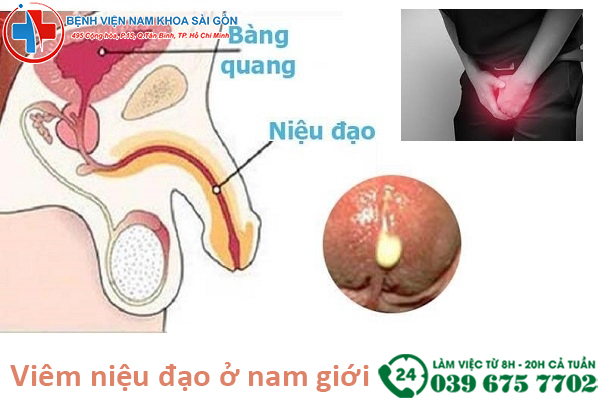 BỆNH VIỆN NAM KHOA SÀI GÒN
495 Cộng hòa, P.13, Q Tân Bình, TP. Hồ Chí Minh
Bàng
quang
Niệu đạo
Viêm niệu đạo ở nam giới
24
LÀM VIỆC TỪ 8H - 20H CẢ TUẦN
039 675 7702